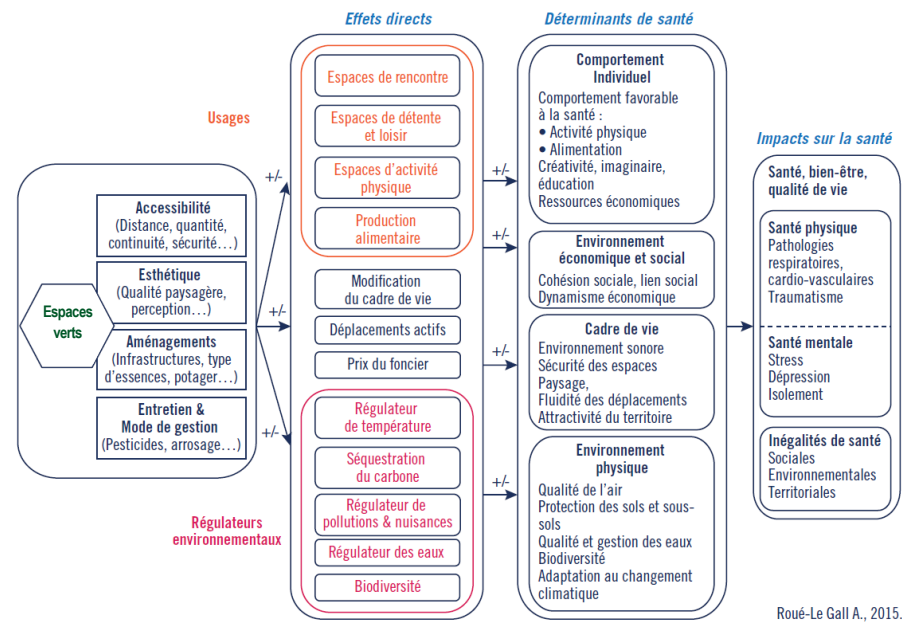 Effets directs
Déterminants de santé
Impacts sur la santé
Usages
Régulateurs
environnementaux
Espaces
verts
Accessibilité
(Distance, quantité,
continuité, sécurité…)
Esthétique
(Qualité paysagère,
perception…)
Aménagements
(Infrastructures, type
d'essences, potager…)
Entretien &
Mode de gestion
(Pesticides, arrosage…)
+/-
+/-
+/-
Espaces de rencontre
Espaces de détente
et loisir
Espaces d'activité
physique
Production
alimentaire
Modification
du cadre de vie
Déplacements actifs
Prix du foncier
Régulateur
de température
Séquestration
du carbone
Régulateur de
pollutions & nuisances
Régulateur des eaux
Biodiversité
+/-
+/-
+/-
+/-
Comportement
Individuel
Comportement favorable
à la santé :
• Activité physique
• Alimentation
Créativité, imaginaire,
éducation
Ressources économiques
Environnement
économique et social
Cohésion sociale, lien social
Dynamisme économique
Cadre de vie
Environnement sonore
Sécurité des espaces
Paysage,
Fluidité des déplacements
Attractivité du territoire
Environnement
physique
Qualité de l'air
Protection des sols et sous-
sols
Qualité et gestion des eaux
Biodiversité
Adaptation au changement
climatique
Santé, bien-être,
qualité de vie
Santé physique
Pathologies
respiratoires,
cardio-vasculaires
Traumatisme
Santé mentale
Stress
Dépression
Isolement
Inégalités de santé
Sociales
Environnementales
Territoriales
Roué-Le Gall A., 2015.